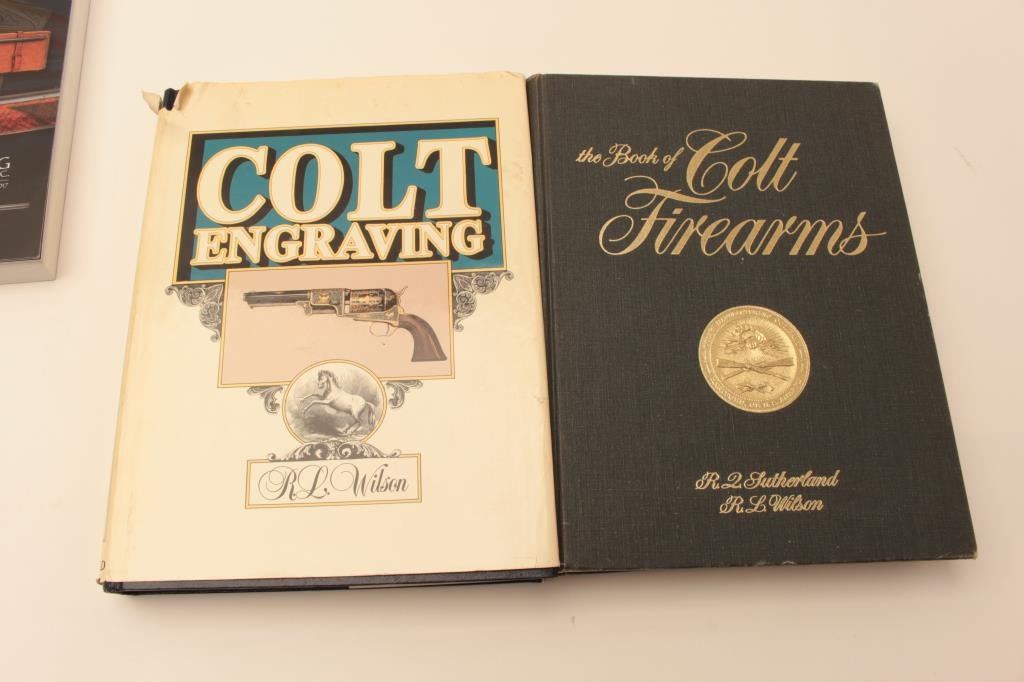 G
C.
COLT
ENGRAVING
R.L. Wilson
D
the Book of Colt
Firearms
R.Q. Sutherland
R.L. Wilson